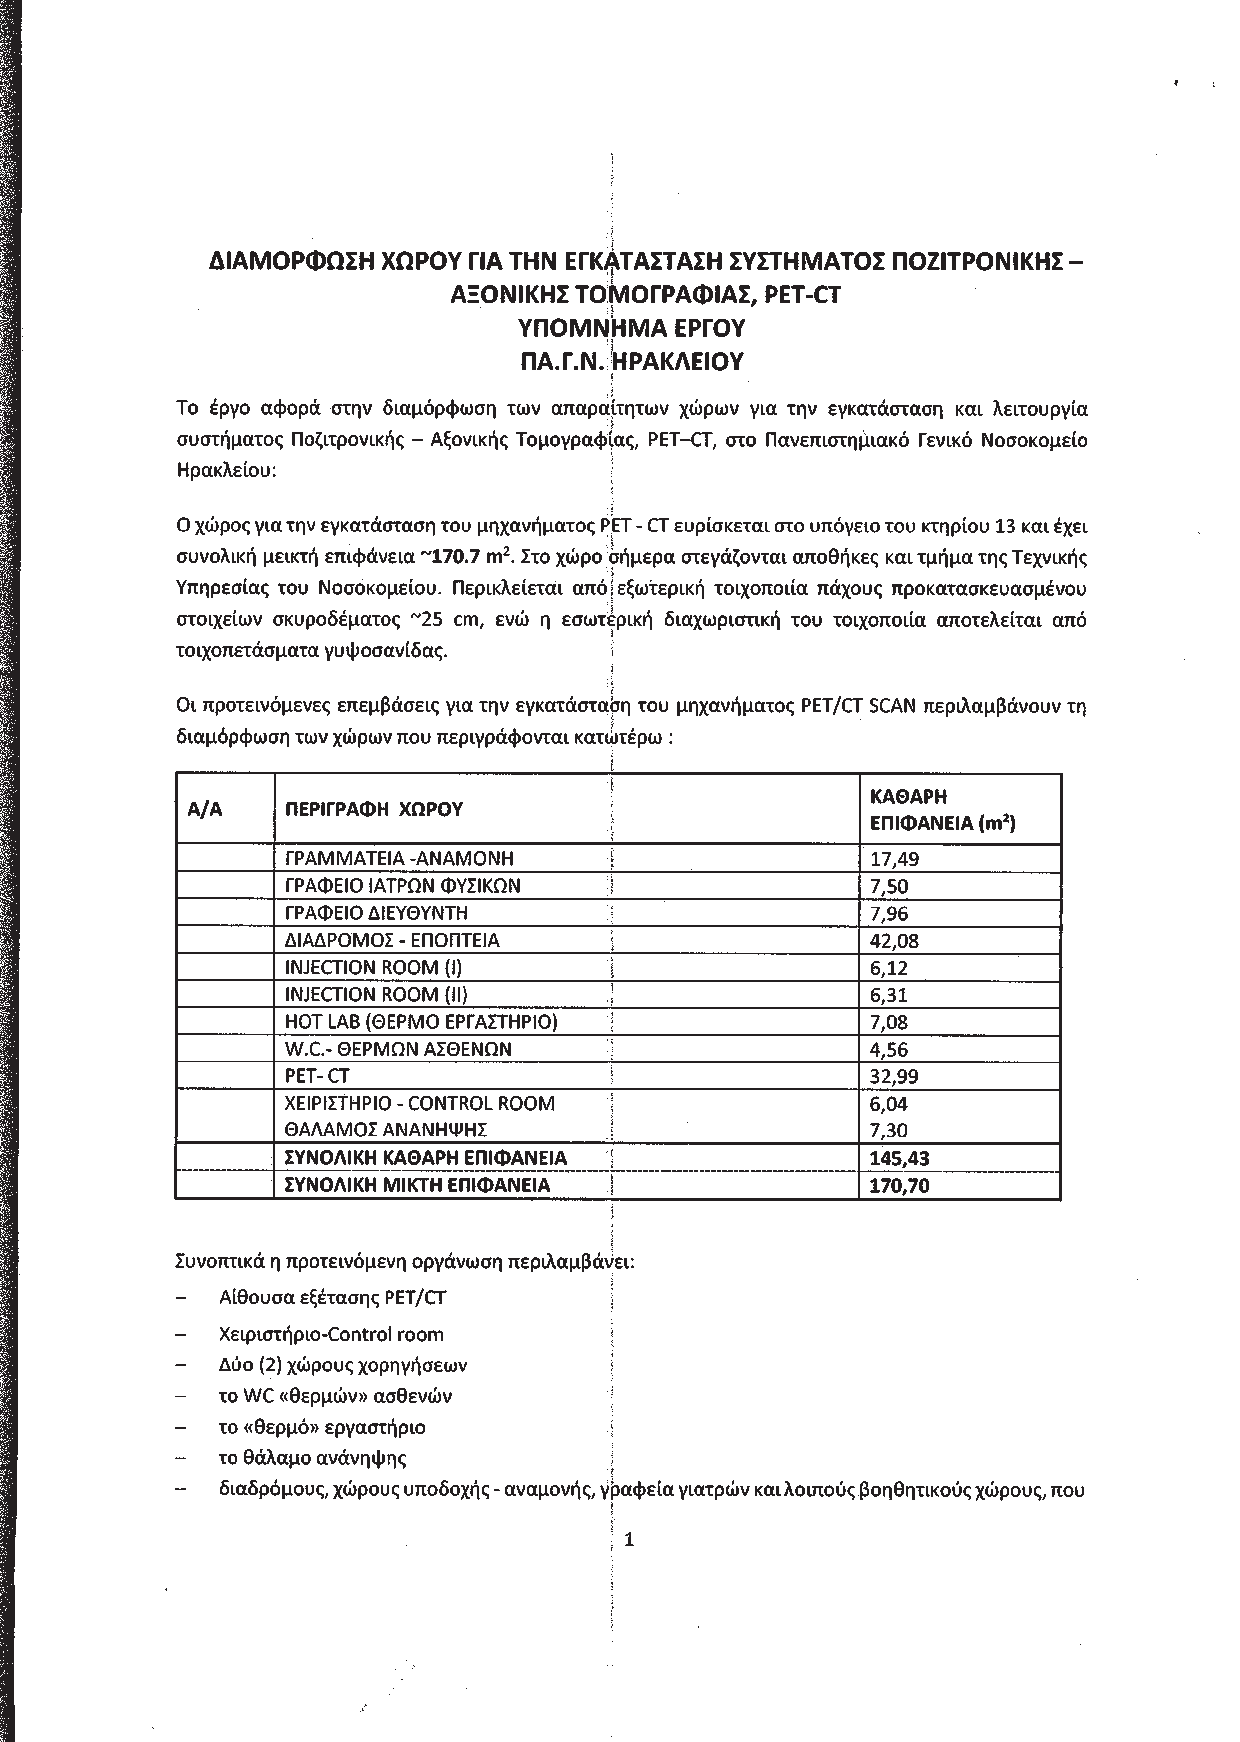 ΔΙΑΜΟΡΦΩΣΗ ΧΩΡΟΥ ΓΙΑ ΤΗΝ ΕΓΚΑΤΑΣΤΑΣΗ ΣΥΣΤΗΜΑΤΟΣ ΠΟΖΙΤΡΟΝΙΚΗΣ –
ΑΞΟΝΙΚΗΣ ΤΟΜΟΓΡΑΦΙΑΣ, PET-CT
ΥΠΟΜΝΗΜΑ ΕΡΓΟΥ
ΠΑ.Γ.Ν. ΗΡΑΚΛΕΙΟΥ
Το έργο αφορά στην διαμόρφωση των απαραίτητων χώρων για την εγκατάσταση και λειτουργία
συστήματος Ποζιτρονικής – Αξονικής Τομογραφίας, PET–CT, στο Πανεπιστημιακό Γενικό Νοσοκομείο
Ηρακλείου:
Ο χώρος για την εγκατάσταση του μηχανήματος PET - CT ευρίσκεται στο υπόγειο του κτηρίου 13 και έχει
συνολική μεικτή επιφάνεια ~170.7 m². Στο χώρο σήμερα στεγάζονται αποθήκες και τμήμα της Τεχνικής
Υπηρεσίας του Νοσοκομείου. Περικλείεται από εξωτερική τοιχοποιία πάχους προκατασκευασμένου
στοιχείων σκυροδέματος ~25 cm, ενώ η εσωτερική διαχωριστική του τοιχοποιία αποτελείται από
τοιχοπετάσματα γυψοσανίδας.
Οι προτεινόμενες επεμβάσεις για την εγκατάσταση του μηχανήματος PET/CT SCAN περιλαμβάνουν τη
διαμόρφωση των χώρων που περιγράφονται κατωτέρω :
Α/Α ΠΕΡΙΓΡΑΦΗ ΧΩΡΟΥ ΚΑΘΑΡΗ ΕΠΙΦΑΝΕΙΑ (m²)
ΓΡΑΜΜΑΤΕΙΑ -ΑΝΑΜΟΝΗ 17,49
ΓΡΑΦΕΙΟ ΙΑΤΡΩΝ ΦΥΣΙΚΩΝ 7,50
ΓΡΑΦΕΙΟ ΔΙΕΥΘΥΝΤΗ 7,96
ΔΙΑΔΡΟΜΟΣ - ΕΠΟΠΤΕΙΑ 42,08
INJECTION ROOM (I) 6,12
INJECTION ROOM (II) 6,31
HOT LAB (ΘΕΡΜΟ ΕΡΓΑΣΤΗΡΙΟ) 7,08
W.C.- ΘΕΡΜΩΝ ΑΣΘΕΝΩΝ 4,56
PET- CT 32,99
ΧΕΙΡΙΣΤΗΡΙΟ - CONTROL ROOM 6,04
ΘΑΛΑΜΟΣ ΑΝΑΝΗΨΗΣ 7,30
ΣΥΝΟΛΙΚΗ ΚΑΘΑΡΗ ΕΠΙΦΑΝΕΙΑ 145,43
ΣΥΝΟΛΙΚΗ ΜΙΚΤΗ ΕΠΙΦΑΝΕΙΑ 170,70
Συνοπτικά η προτεινόμενη οργάνωση περιλαμβάνει:
– Αίθουσα εξέτασης PET/CT
– Χειριστήριο-Control room
– Δύο (2) χώρους χορηγήσεων
– το WC «θερμών» ασθενών
– το «θερμό» εργαστήριο
– το θάλαμο ανάνηψης
– διαδρόμους, χώρους υποδοχής - αναμονής, γραφεία γιατρών και λοιπούς βοηθητικούς χώρους, που
1